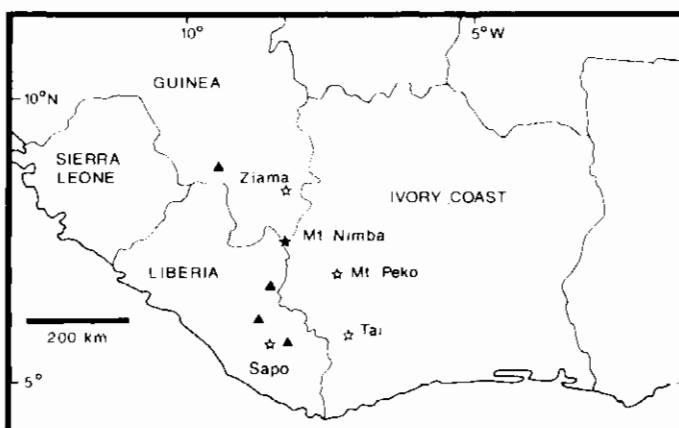 10°W
5°W
GUINEA
10°N
SIERRA
LEONE
Ziama
IVORY COAST
Mt Nimba
LIBERIA
Mt Peko
200 km
Tai
Sapo
5°